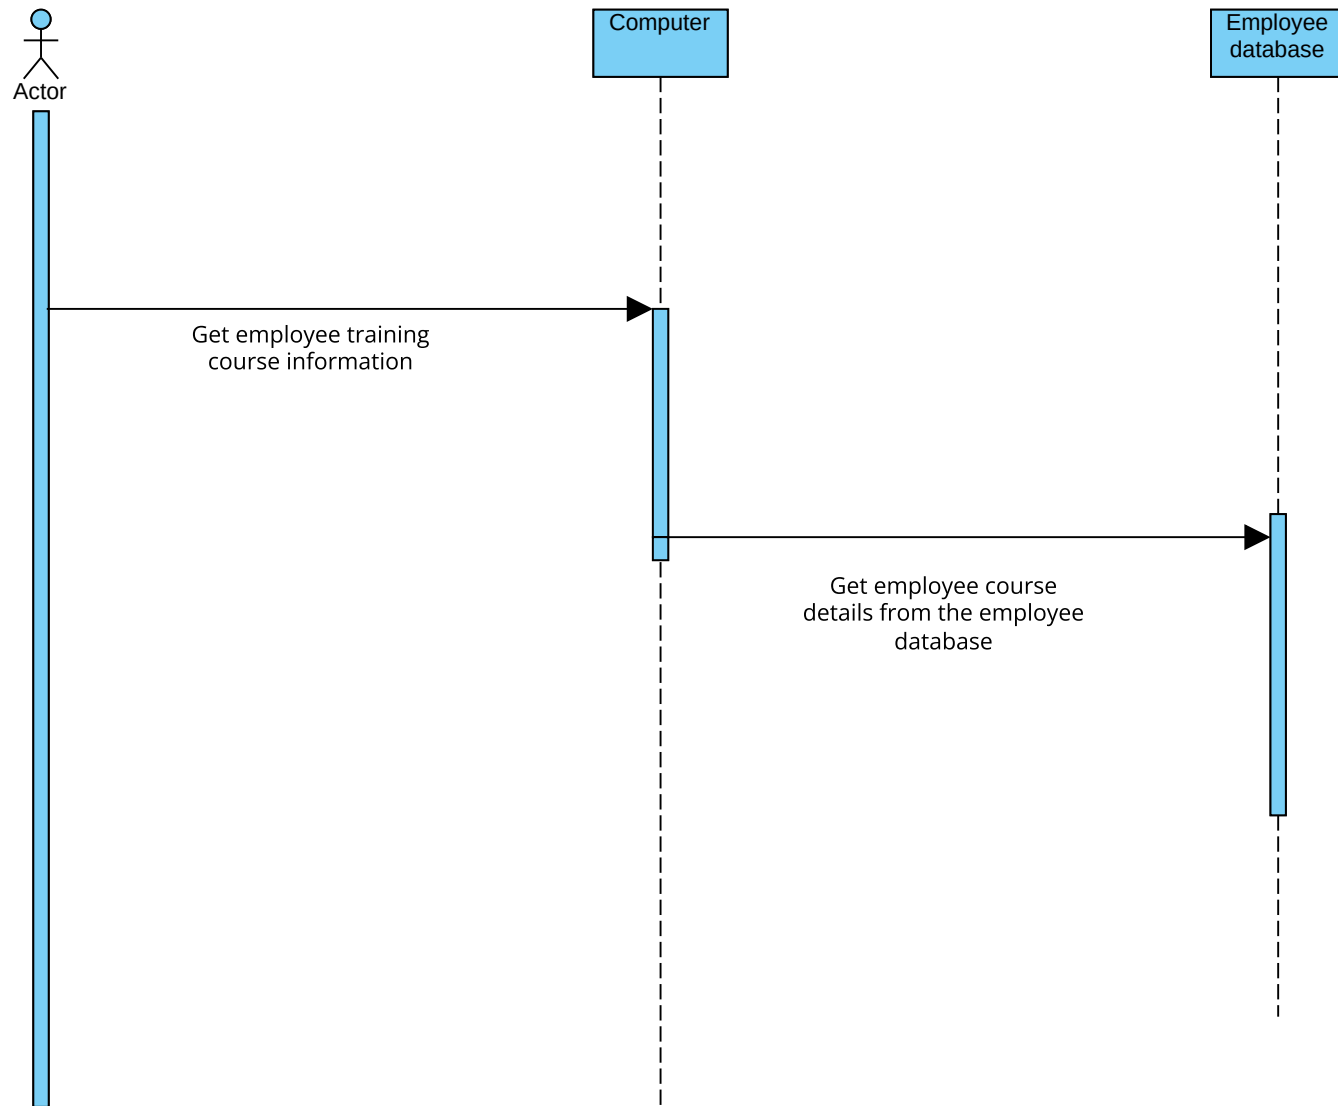 Actor
Computer
Employee
database
Get employee training
course information
Get employee course
details from the employee
database